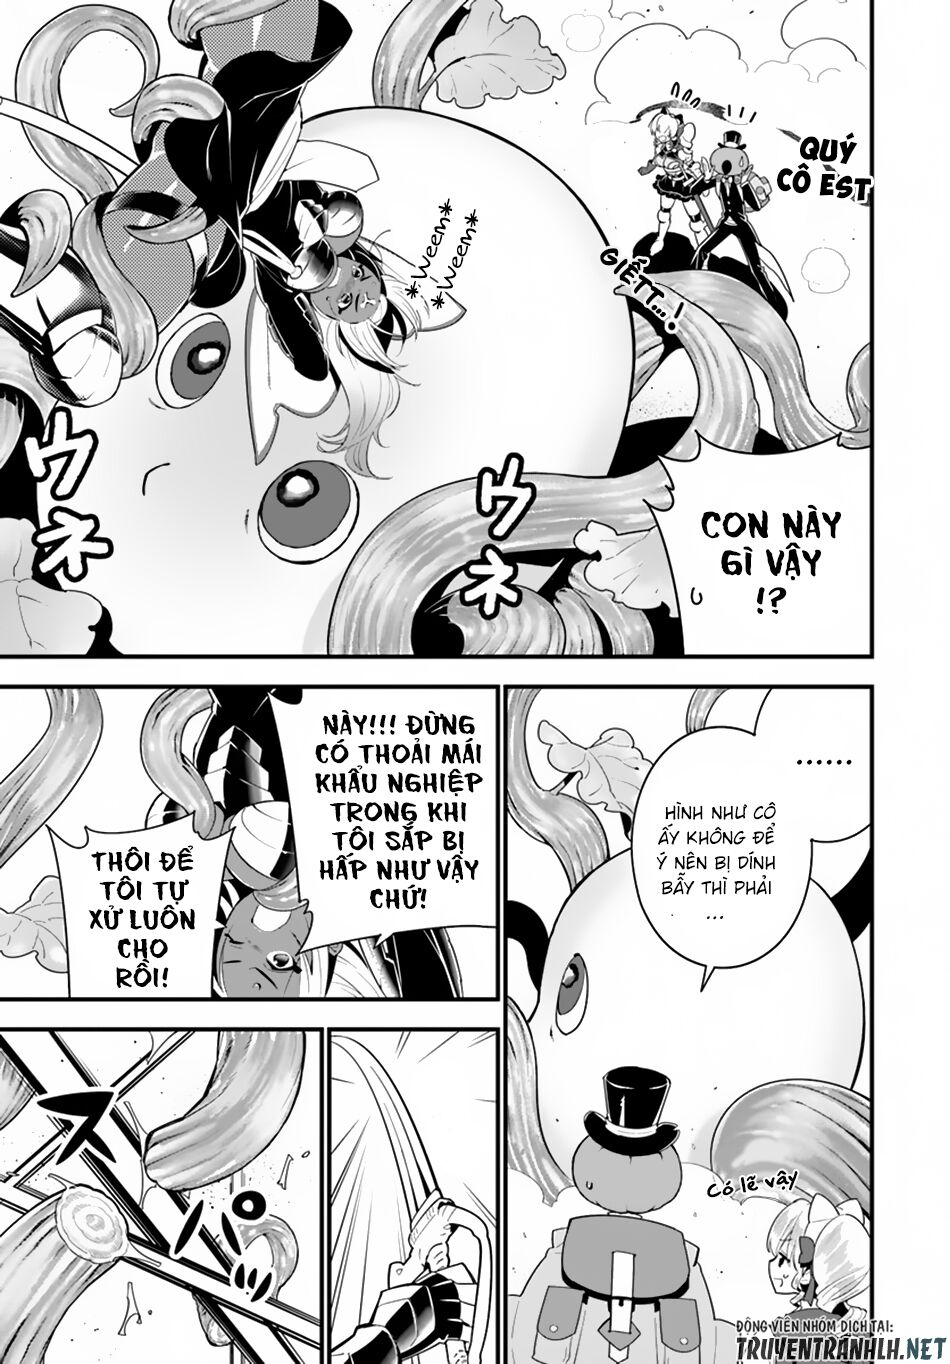 QUÝ
CÔ ÈST
GIẾTT...!
*Weem*
*Weem*
CON NÀY
GÌ VẬY
!?
ウネ
ウネ
......
HÌNH NHƯ CÔ
ẤY KHÔNG ĐỂ
Ý NÊN BỊ DÍNH
BẪY THÌ PHẢI
...
Có lẽ vậy
NÀY!!! ĐỪNG
CÓ THOẢI MÁI
KHẨU NGHIỆP
TRONG KHI
TÔI SẮP BỊ
HẤP NHƯ VẬY
CHỨ!
THÔI ĐỂ
TÔI TỰ
XỬ LUÔN
CHO
RỒI!
スパ
ĐỘNG VIÊN NHÓM DỊCH TẠI:
TRUYENTRANHLH.NET